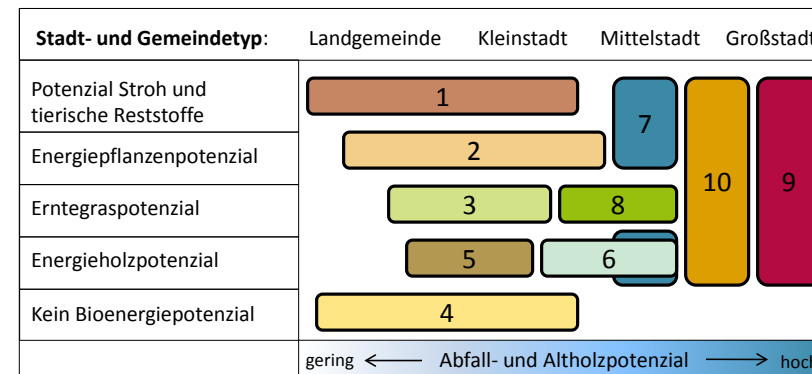 Stadt- und Gemeindetyp: Landgemeinde Kleinstadt Mittelstadt Großstadt
Potenzial Stroh und
tierische Reststoffe
1
7
Energiepflanzenpotenzial
2
10
9
Erntegraspotenzial
3
8
Energieholzpotenzial
5
6
Kein Bioenergiepotenzial
4
gering Abfall- und Altholzpotenzial hoch